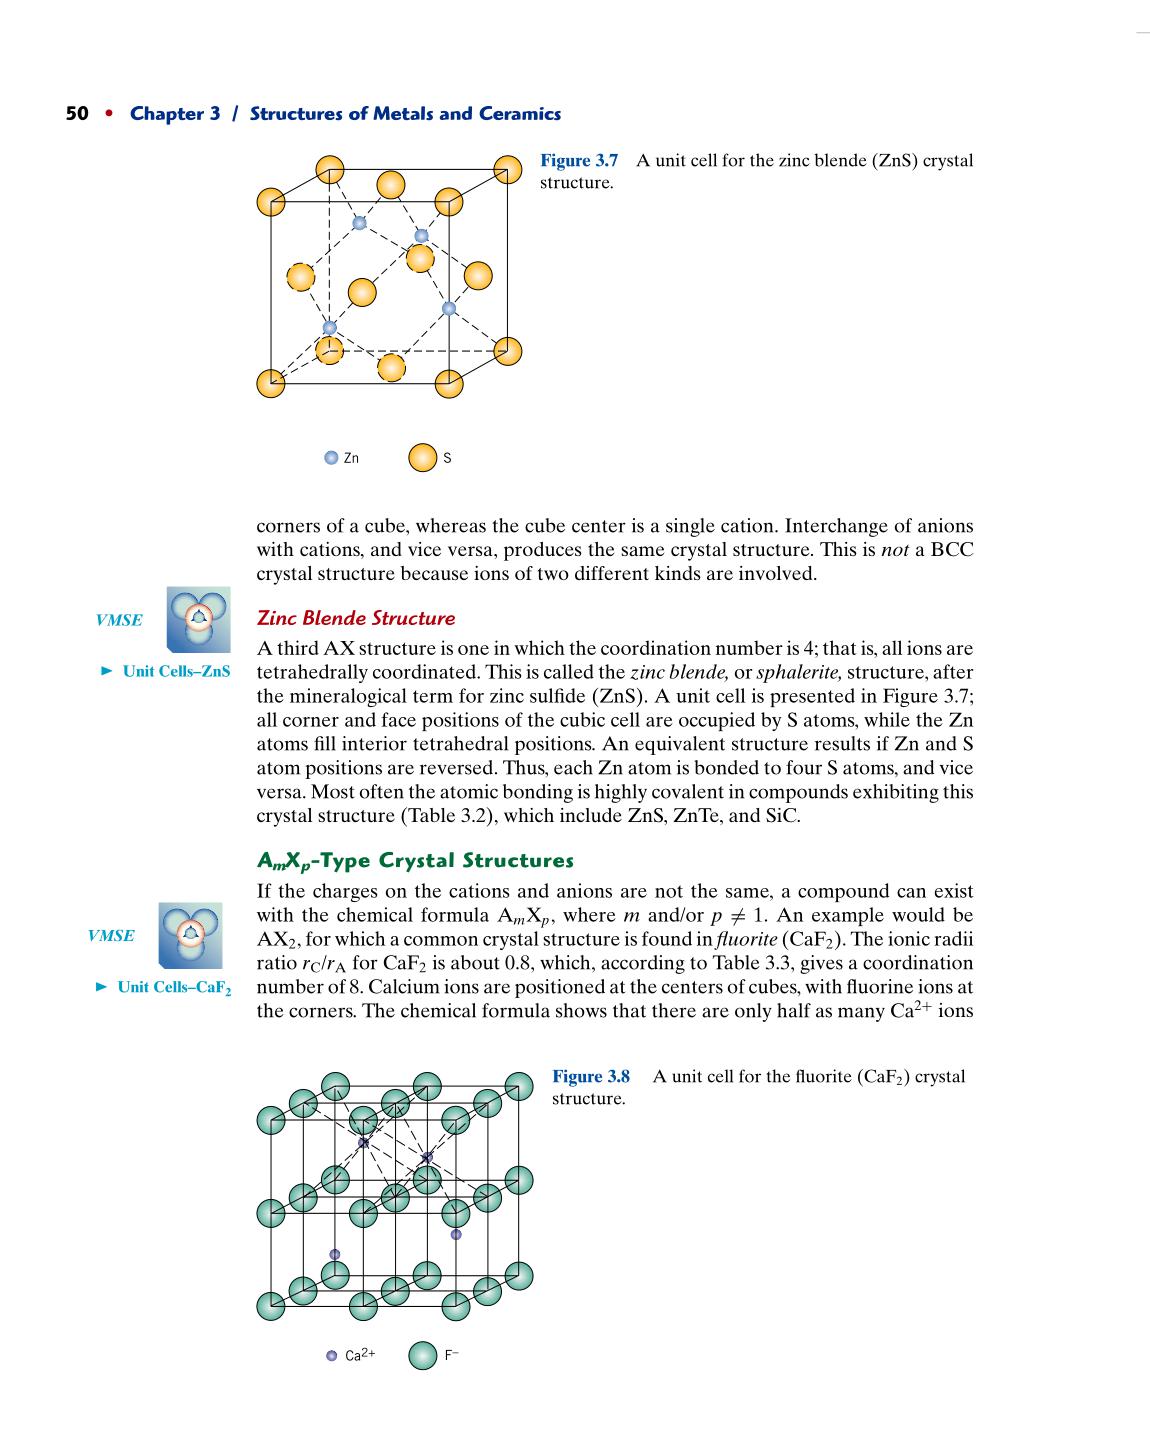 50 • Chapter 3 / Structures of Metals and Ceramics
Figure 3.7 A unit cell for the zinc blende (ZnS) crystal
structure.
Zn
S
corners of a cube, whereas the cube center is a single cation. Interchange of anions
with cations, and vice versa, produces the same crystal structure. This is not a BCC
crystal structure because ions of two different kinds are involved.
VMSE
Unit Cells–ZnS
Zinc Blende Structure
A third AX structure is one in which the coordination number is 4; that is, all ions are
tetrahedrally coordinated. This is called the zinc blende, or sphalerite, structure, after
the mineralogical term for zinc sulfide (ZnS). A unit cell is presented in Figure 3.7;
all corner and face positions of the cubic cell are occupied by S atoms, while the Zn
atoms fill interior tetrahedral positions. An equivalent structure results if Zn and S
atom positions are reversed. Thus, each Zn atom is bonded to four S atoms, and vice
versa. Most often the atomic bonding is highly covalent in compounds exhibiting this
crystal structure (Table 3.2), which include ZnS, ZnTe, and SiC.
AmXp-Type Crystal Structures
VMSE
Unit Cells–CaF₂
If the charges on the cations and anions are not the same, a compound can exist
with the chemical formula AmXp, where m and/or p ≠ 1. An example would be
AX₂, for which a common crystal structure is found in fluorite (CaF₂). The ionic radii
ratio rC/rA for CaF₂ is about 0.8, which, according to Table 3.3, gives a coordination
number of 8. Calcium ions are positioned at the centers of cubes, with fluorine ions at
the corners. The chemical formula shows that there are only half as many Ca²⁺ ions
Figure 3.8 A unit cell for the fluorite (CaF₂) crystal
structure.
Ca²⁺
F⁻